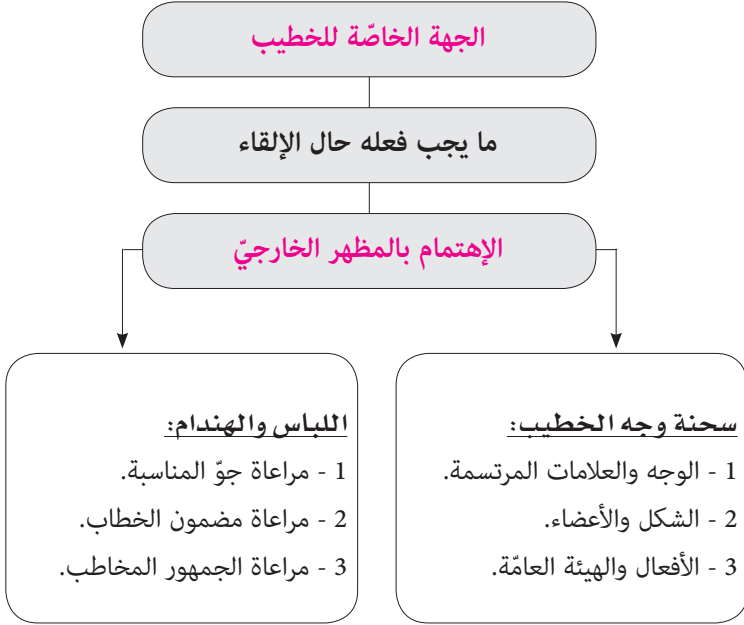 الجهة الخاصّة للخطيب
ما يجب فعله حال الإلقاء
الإهتمام بالمظهر الخارجيّ
سحنة وجه الخطيب:
1 - الوجه والعلامات المرتسمة.
2 - الشكل والأعضاء.
3 - الأفعال والهيئة العامّة.
اللباس والهندام:
1 - مراعاة جوّ المناسبة.
2 - مراعاة مضمون الخطاب.
3 - مراعاة الجمهور المخاطب.